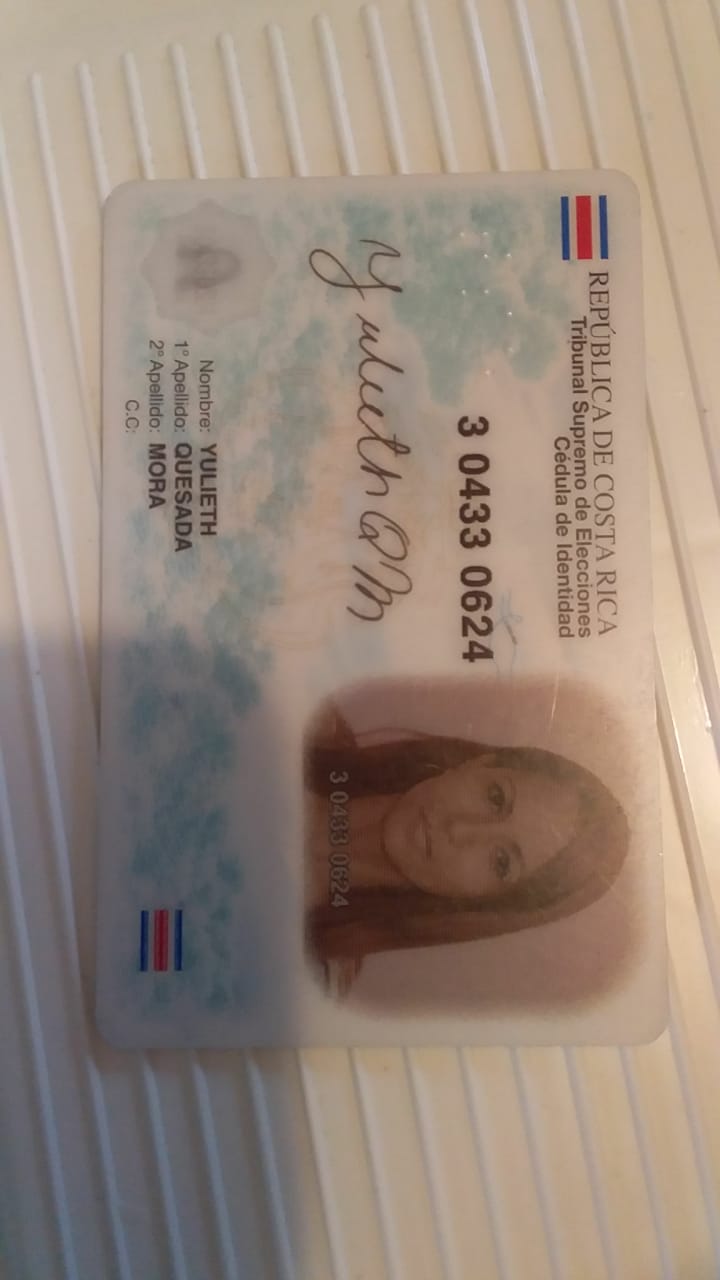 REPÚBLICA DE COSTA RICA
Tribunal Supremo de Elecciones
Cédula de Identidad
3 0433 0624
Yulieth QM
3 0433 0624
Nombre: YULIETH
1° Apellido: QUESADA
2° Apellido: MORA
C.C: